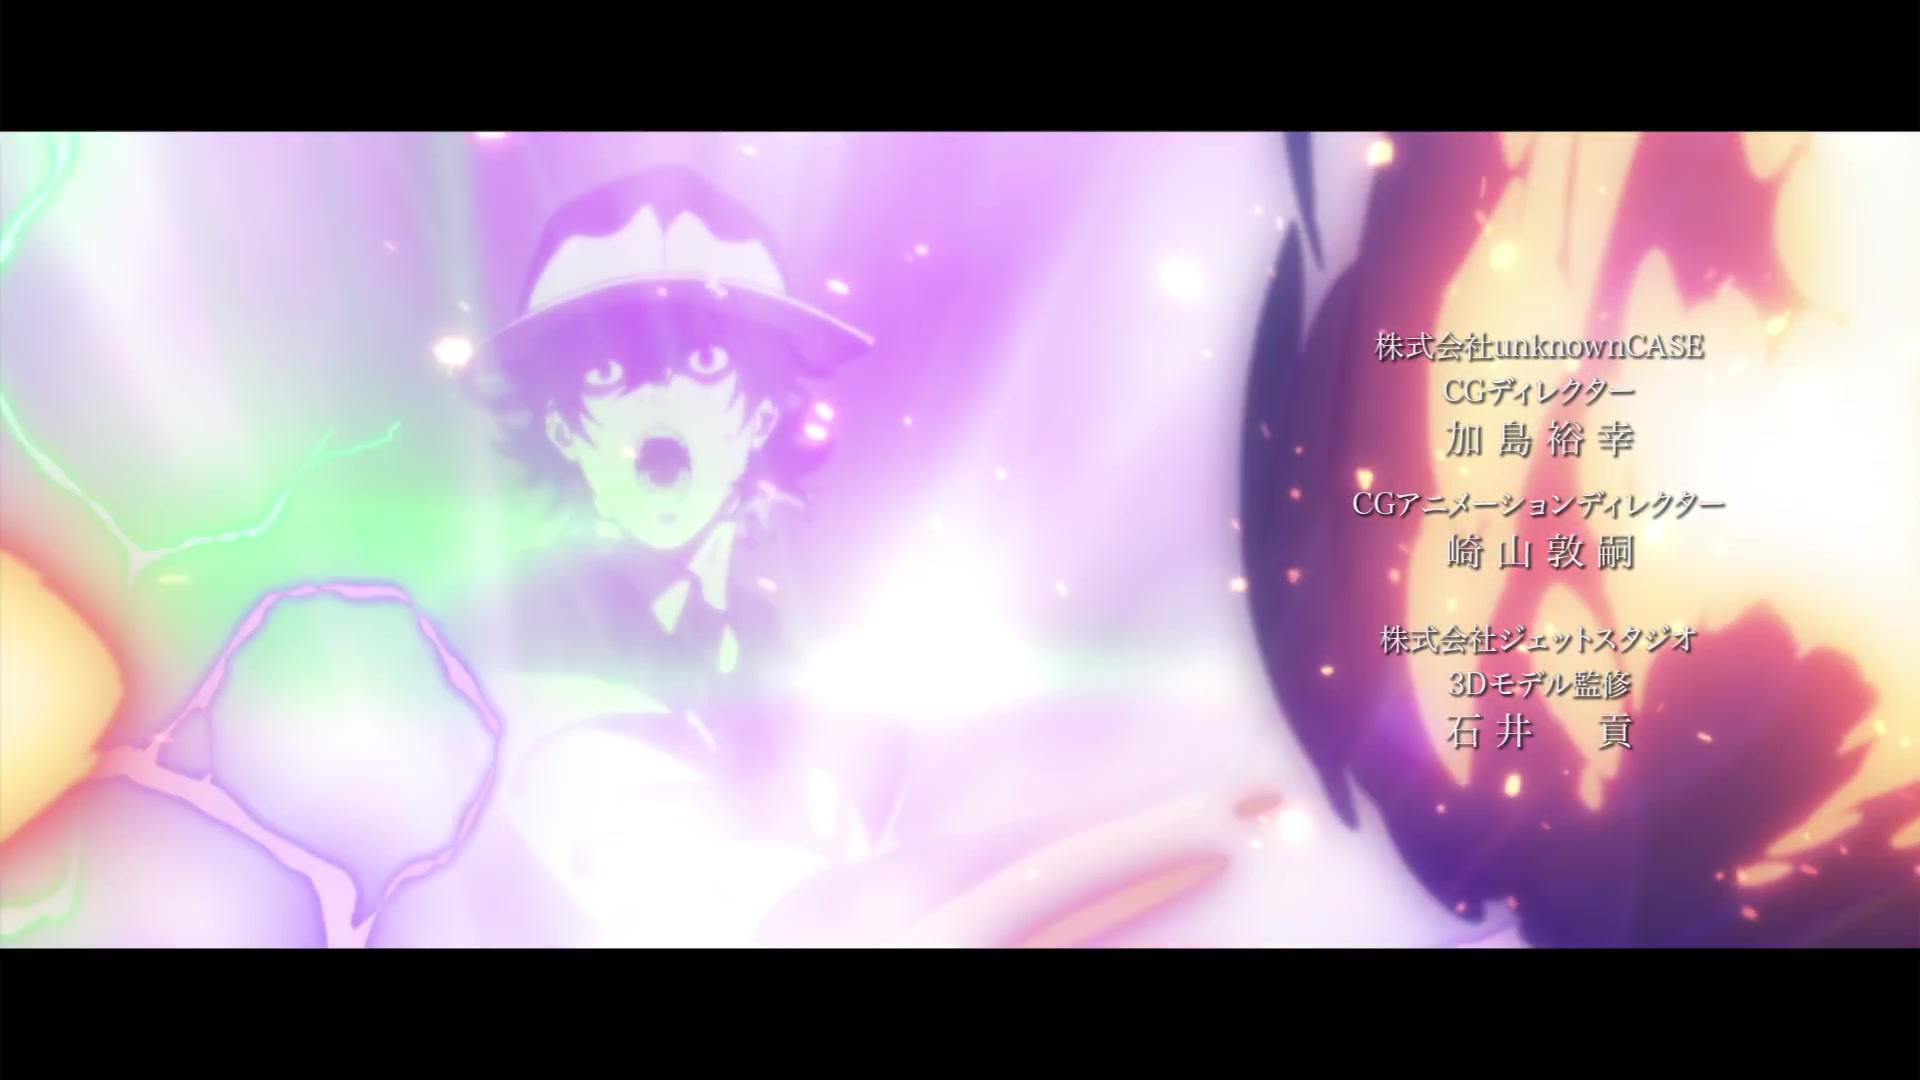 株式会社unknownCASE
CGディレクター
加島裕幸
CGアニメーションディレクター
崎山敦嗣
株式会社ジェットスタジオ
3Dモデル監修
石井　貢